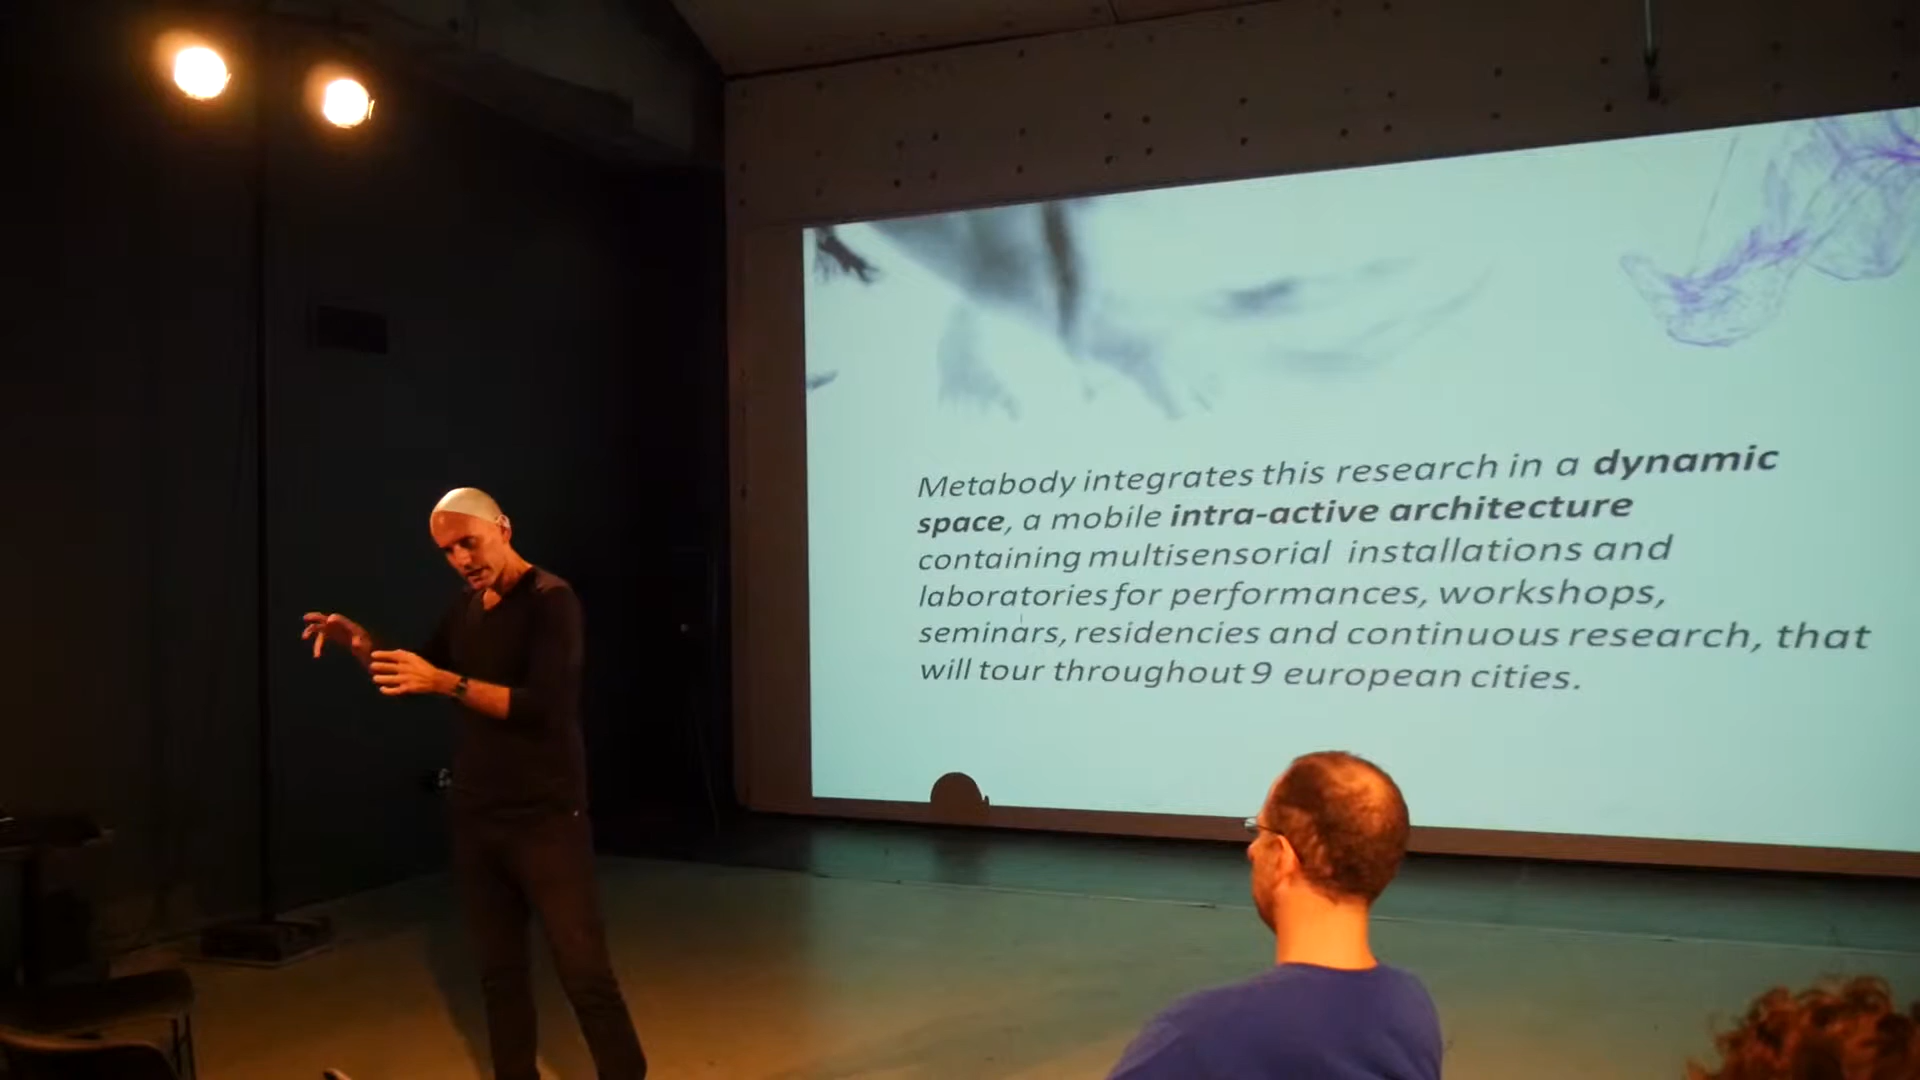 Metabody integrates this research in a dynamic
space, a mobile intra-active architecture
containing multisensorial installations and
laboratories for performances, workshops,
seminars, residencies and continuous research, that
will tour throughout 9 european cities.